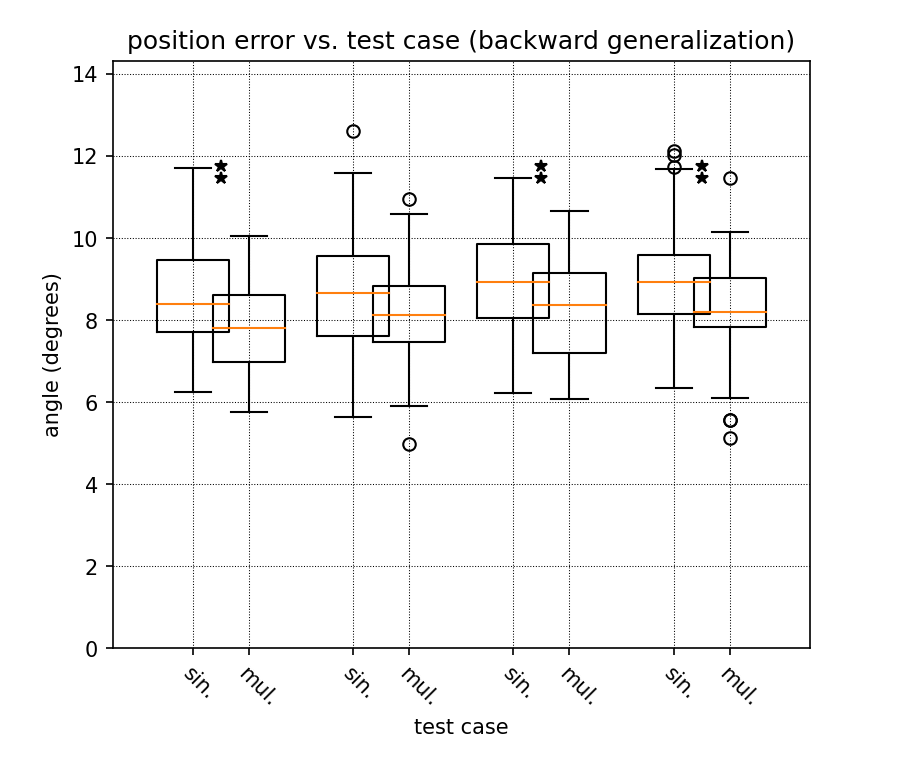 position error vs. test case (backward generalization)
14
12
10
8
6
4
2
0
angle (degrees)
sin. mul. sin. mul. sin. mul. sin. mul.
test case